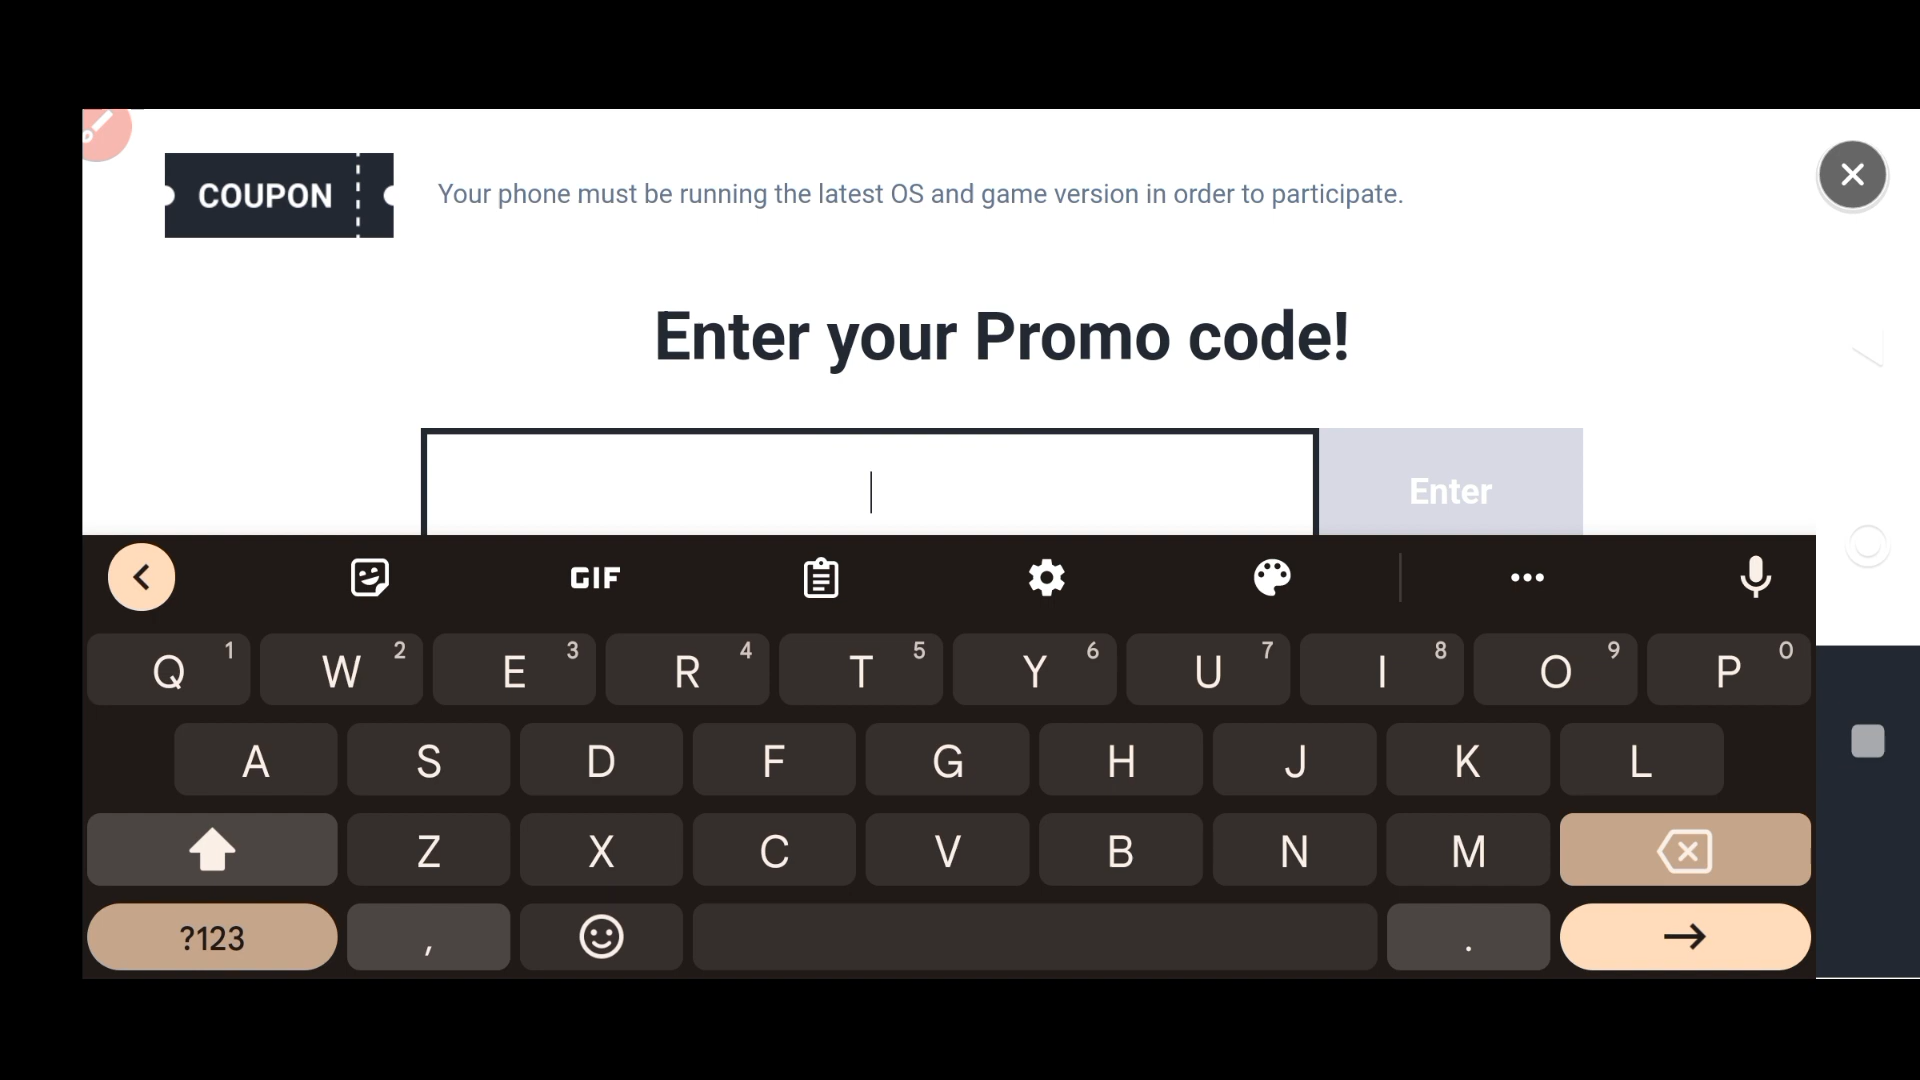 COUPON
Your phone must be running the latest OS and game version in order to participate.
Enter your Promo code!
Enter
GIF
Q 1 W 2 E 3 R 4 T 5 Y 6 U 7 I 8 O 9 P 0
A S D F G H J K L
Z X C V B N M
?123 , .